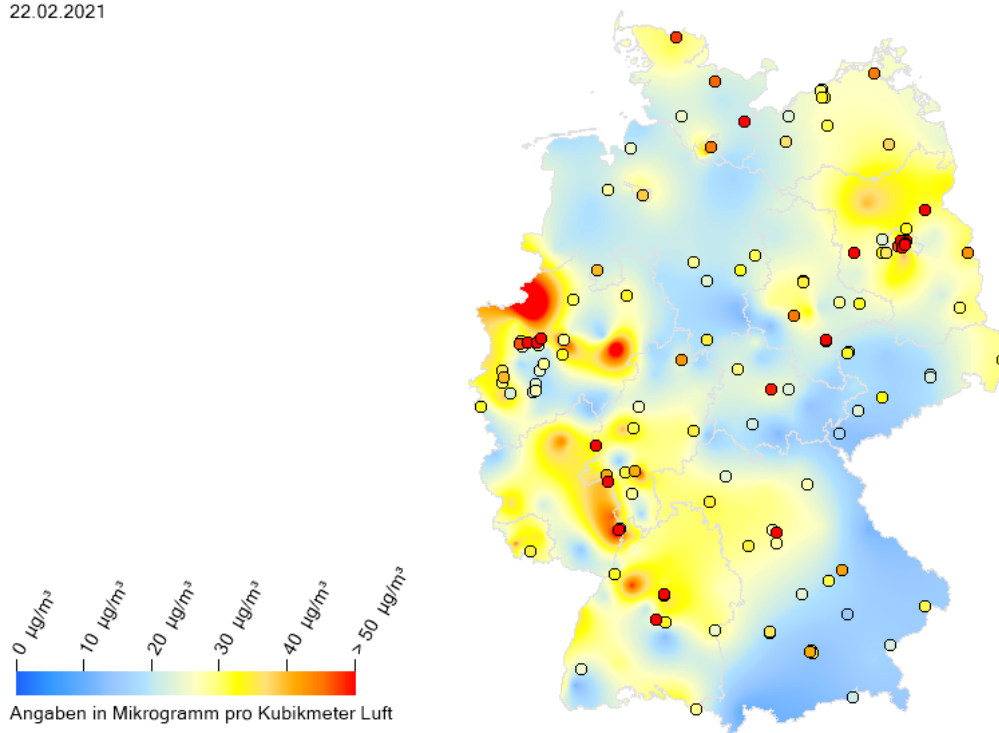 22.02.2021
0 µg/m³
10 µg/m³
20 µg/m³
30 µg/m³
40 µg/m³
> 50 µg/m³
Angaben in Mikrogramm pro Kubikmeter Luft